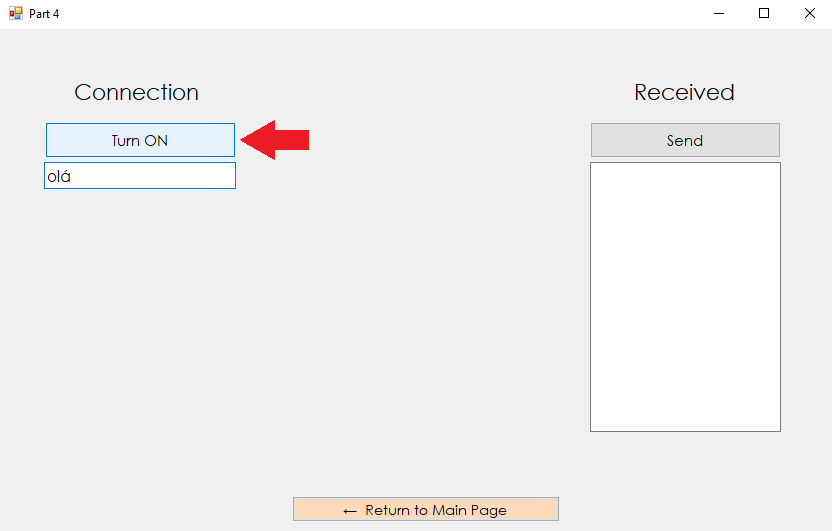 Part 4
Connection
Turn ON
olá
Received
Send
← Return to Main Page